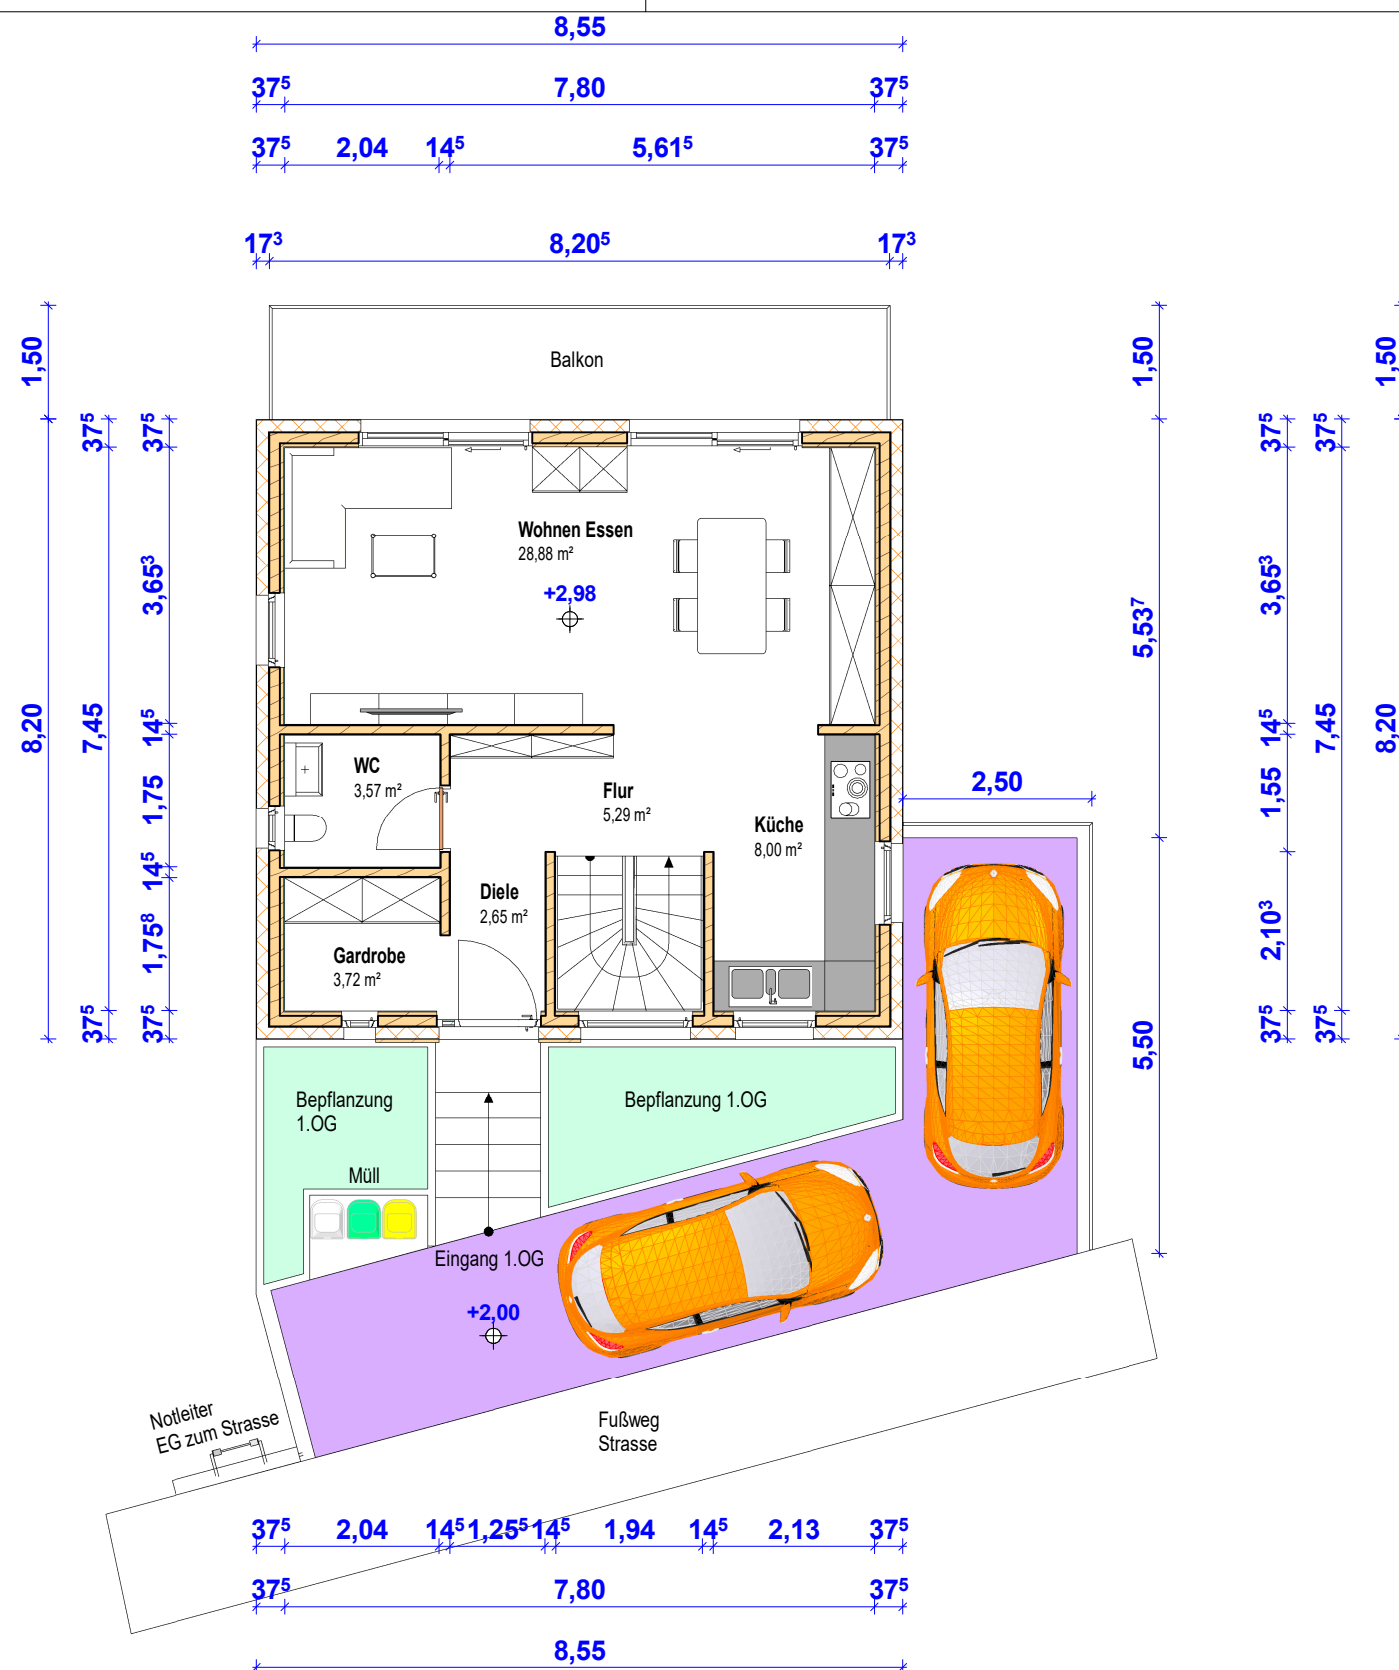 8,55
37⁵ 7,80 37⁵
37⁵ 2,04 14⁵ 5,61⁵ 37⁵
17³ 8,20⁵ 17³
1,50
8,20
37⁵
7,45
37⁵
37⁵
3,65³
14⁵
1,75
14⁵
1,75⁸
37⁵
Balkon
Wohnen Essen
28,88 m²
+2,98
WC
3,57 m²
Flur
5,29 m²
Küche
8,00 m²
Diele
2,65 m²
Gardrobe
3,72 m²
2,50
1,50
5,53⁷
5,50
37⁵
3,65³
14⁵
1,55
2,10³
37⁵
37⁵
7,45
37⁵
1,50
8,20
Bepflanzung
1.OG
Bepflanzung 1.OG
Müll
Eingang 1.OG
+2,00
Notleiter
EG zum Strasse
Fußweg
Strasse
37⁵ 2,04 14⁵ 1,25⁵ 14⁵ 1,94 14⁵ 2,13 37⁵
37⁵ 7,80 37⁵
8,55